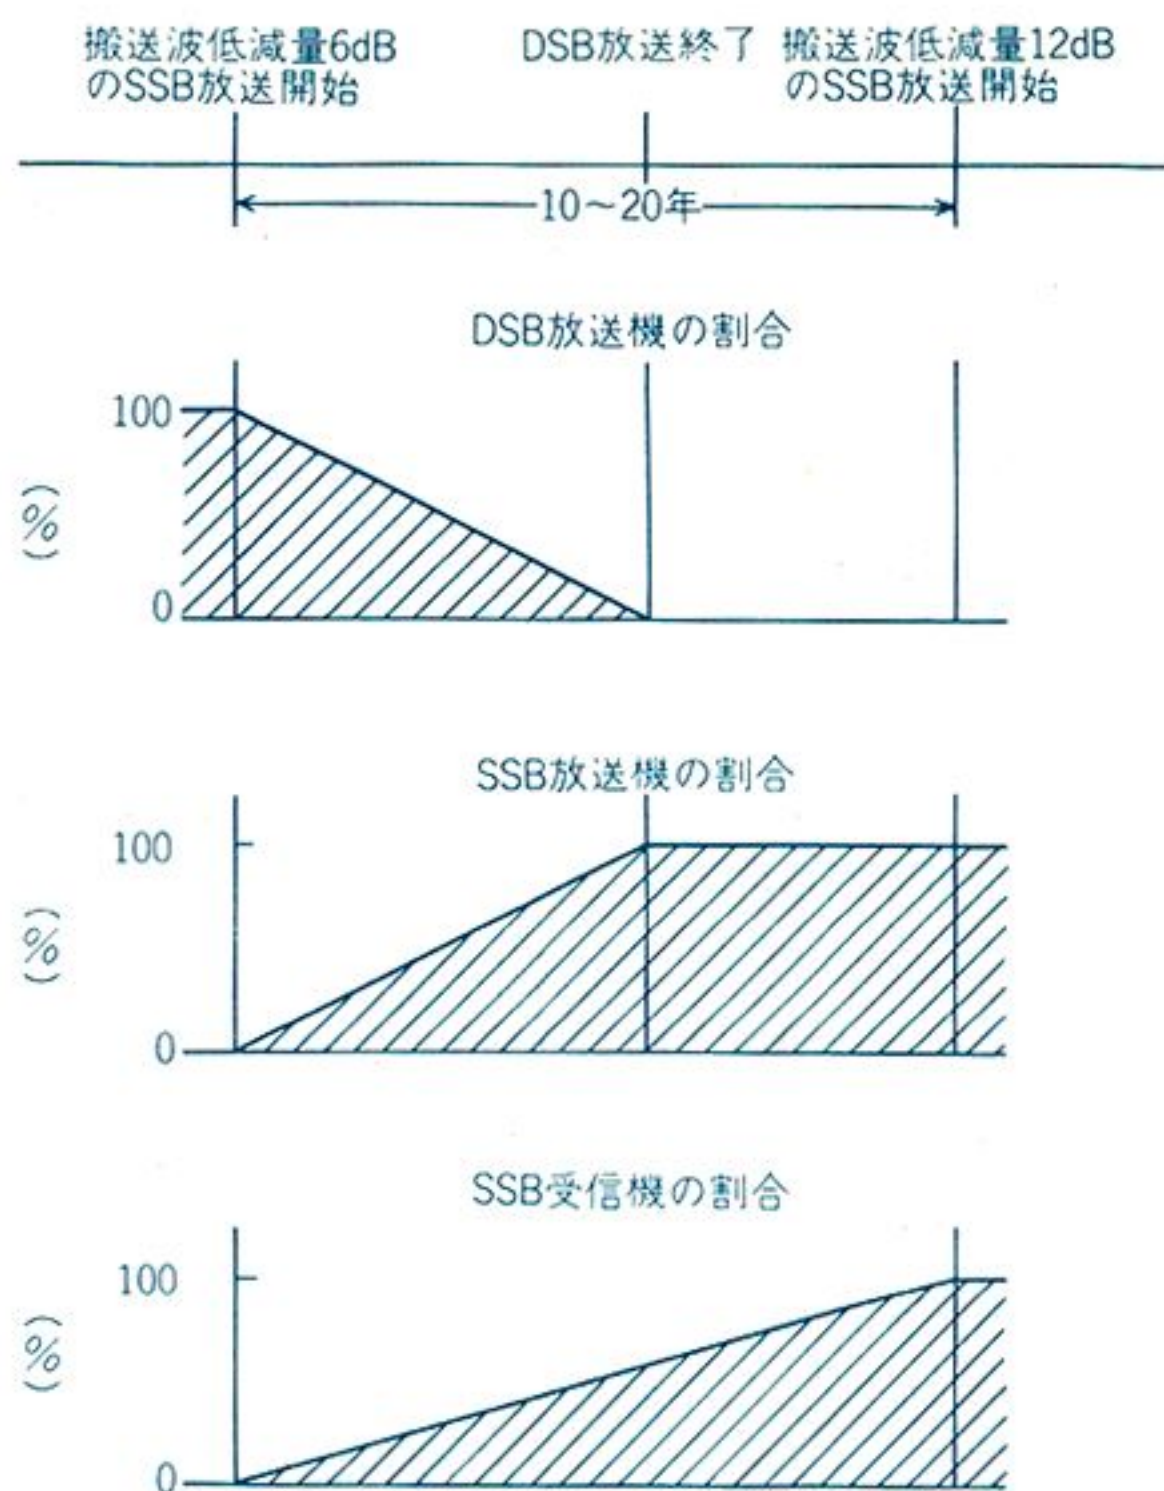 搬送波低減量6dB
のSSB放送開始
DSB放送終了
搬送波低減量12dB
のSSB放送開始
10～20年
DSB放送機の割合
100
(%)
0
SSB放送機の割合
100
(%)
0
SSB受信機の割合
100
(%)
0